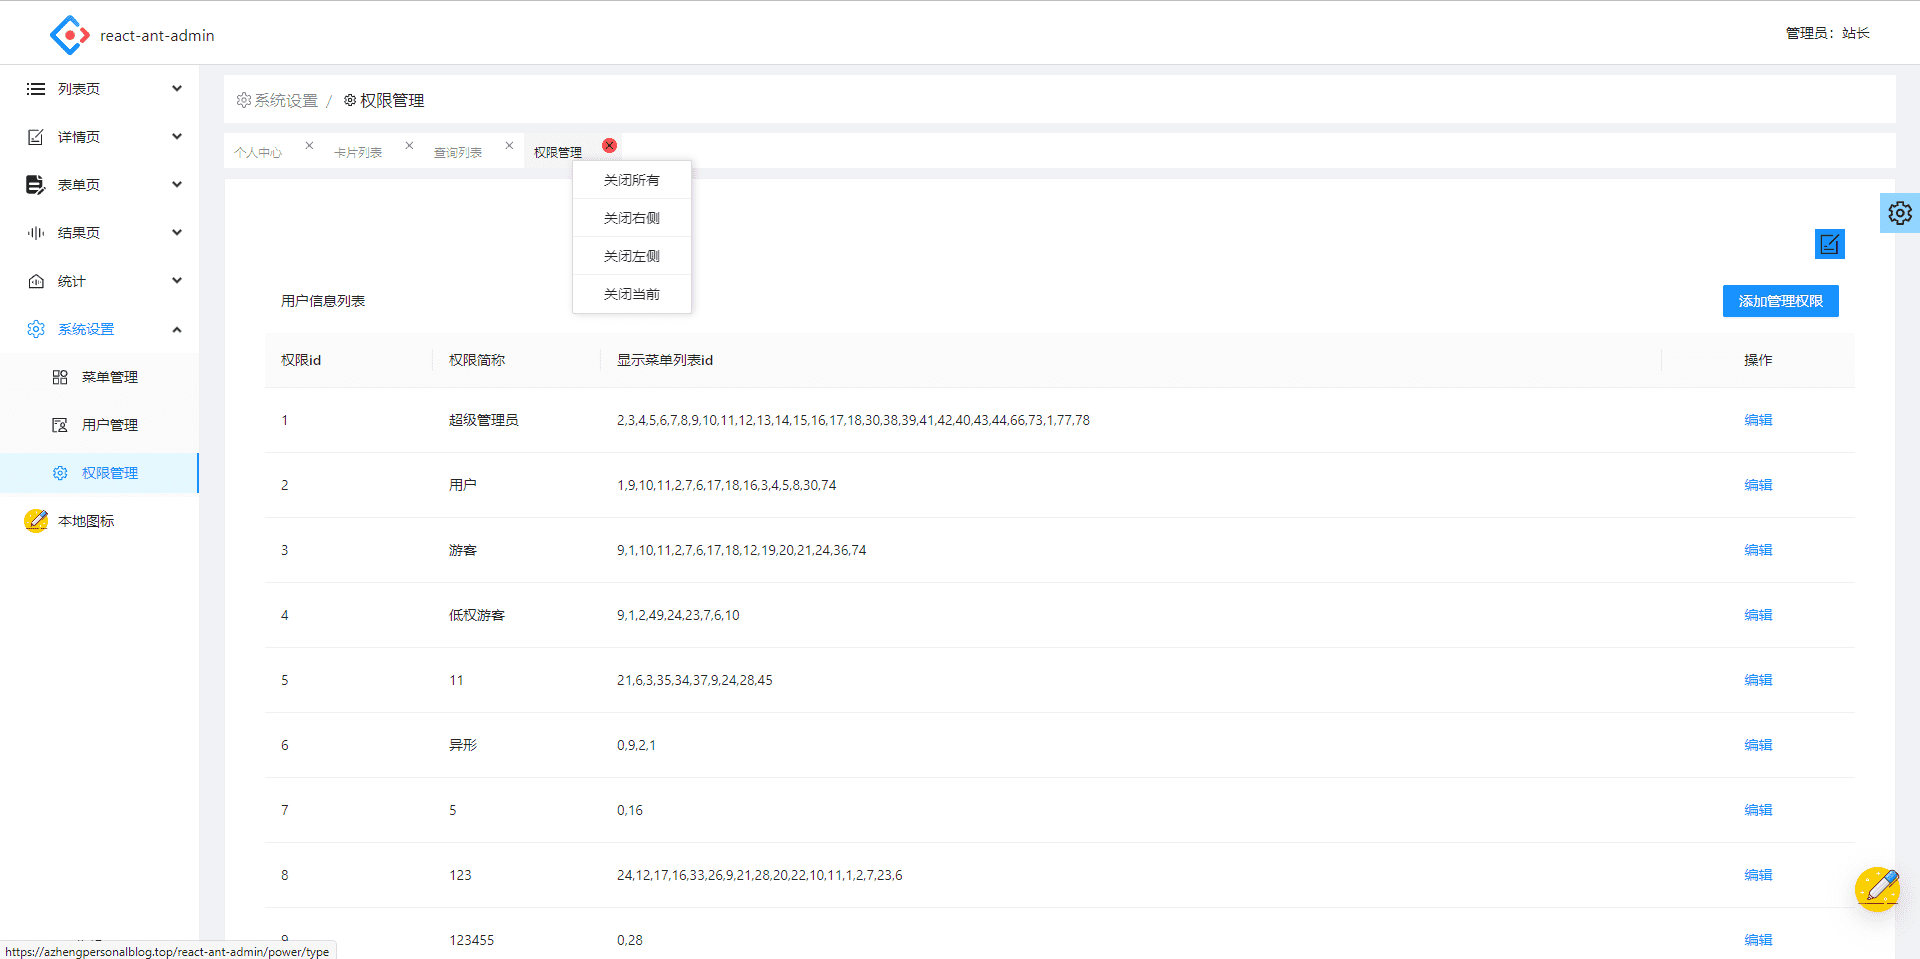 react-ant-admin
管理员：站长
列表页
详情页
表单页
结果页
统计
系统设置
菜单管理
用户管理
权限管理
本地图标
系统设置 / 权限管理
个人中心 卡片列表 查询列表 权限管理
关闭所有
关闭右侧
关闭左侧
关闭当前
用户信息列表
添加管理权限
权限id 权限简称 显示菜单列表id 操作
1 超级管理员 2,3,4,5,6,7,8,9,10,11,12,13,14,15,16,17,18,30,38,39,41,42,40,43,44,66,73,1,77,78 编辑
2 用户 1,9,10,11,2,7,6,17,18,16,3,4,5,8,30,74 编辑
3 游客 9,1,10,11,2,7,6,17,18,12,19,20,21,24,36,74 编辑
4 低权游客 9,1,2,49,24,23,7,6,10 编辑
5 11 21,6,3,35,34,37,9,24,28,45 编辑
6 异形 0,9,2,1 编辑
7 5 0,16 编辑
8 123 24,12,17,16,33,26,9,21,28,20,22,10,11,1,2,7,23,6 编辑
9 123455 0,28 编辑
https://azhengpersonalblog.top/react-ant-admin/power/type